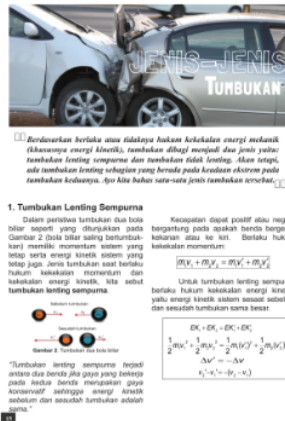 JENIS-JENIS
TUMBUKAN
Berdasarkan berlaku atau tidaknya hukum kekekalan energi mekanik
(khususnya energi kinetik), tumbukan dibagi menjadi dua jenis yaitu:
tumbukan lenting sempurna dan tumbukan tidak lenting. Akan tetapi,
ada tumbukan lenting sebagian yang berada pada keadaan ekstrem pada
tumbukan keduanya. Ayo kita bahas satu-satu jenis tumbukan tersebut.
1. Tumbukan Lenting Sempurna
Dalam peristiwa tumbukan dua bola
biliar seperti yang ditunjukkan pada
Gambar 2 (bola biliar saling bertumbuk-
kan) memiliki momentum sistem yang
tetap serta energi kinetik sistem yang
tetap juga. Jenis tumbukan saat berlaku
hukum kekekalan momentum dan
kekekalan energi kinetik, kita sebut
tumbukan lenting sempurna.
Sebelum tumbukan
Sesudah tumbukan
Gambar 2. Tumbukan dua bola biliar
"Tumbukan lenting sempurna terjadi
antara dua benda jika gaya yang bekerja
pada kedua benda merupakan gaya
konservatif sehingga energi kinetik
sebelum dan sesudah tumbukan adalah
sama."
Kecepatan dapat positif atau neg
bergantung pada apakah benda berge
kekanan atau ke kiri. Berlaku huk
kekekalan momentum:
m₁v₁ + m₂v₂ = m₁v₁' + m₂v₂'
Untuk tumbukan lenting sempu
berlaku hukum kekekalan energi kine
yaitu energi kinetik sistem sesaat sebel
dan sesudah tumbukan sama besar.
EK₁ + EK₂ = EK₁' + EK₂'
½m₁v₁² + ½m₂v₂² = ½m₁(v₁')² + ½m₂(v₂')
Δv' = −Δv
v₂' - v₁' = −(v₂ − v₁)